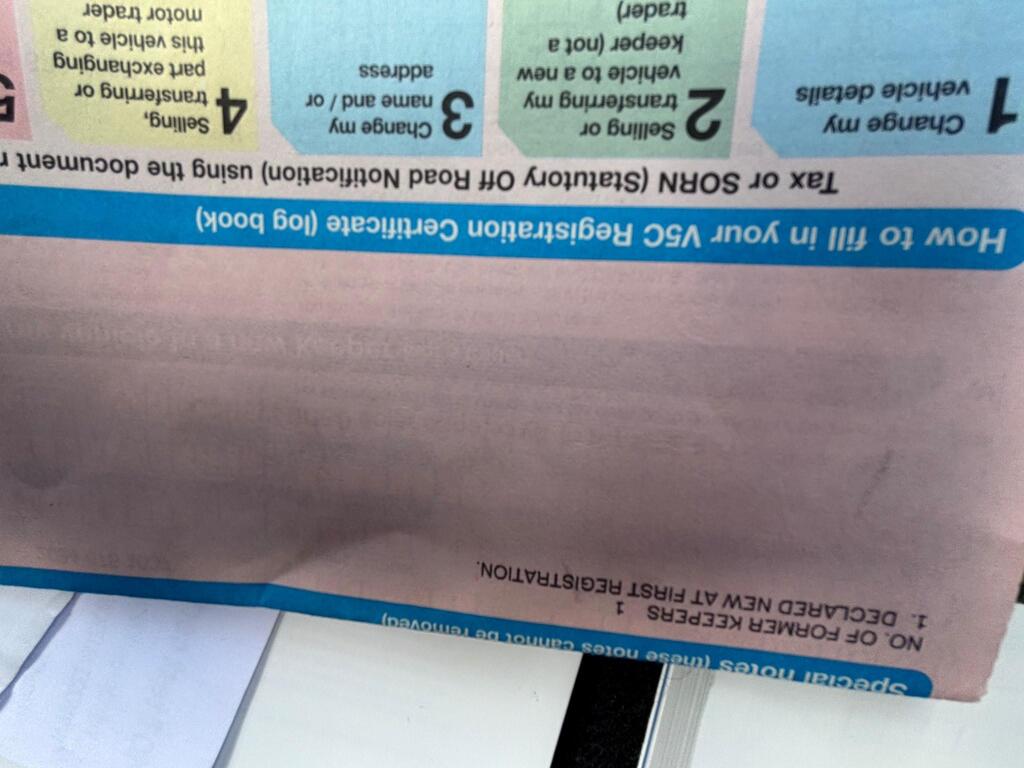 Special notes (these notes cannot be removed)
NO. OF FORMER KEEPERS 1
1. DECLARED NEW AT FIRST REGISTRATION.
How to fill in your V5C Registration Certificate (log book)
Tax or SORN (Statutory Off Road Notification) using the document
1 Change my
vehicle details
2 Selling or
transferring my
vehicle to a new
keeper (not a
trader)
3 Change my
name and / or
address
4 Selling,
transferring or
part exchanging
this vehicle to a
motor trader
5